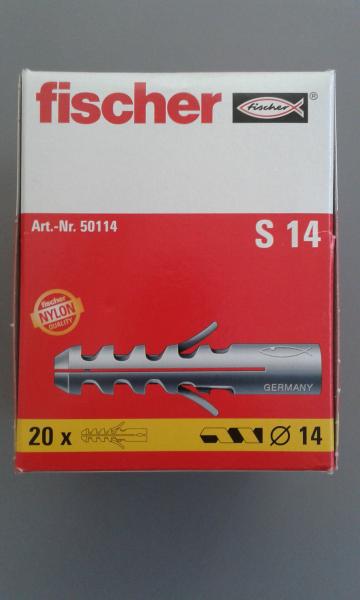 fischer
fischer ®
Art.-Nr. 50114
S 14
fischer
NYLON
QUALITY
GERMANY
20 x
Ø 14